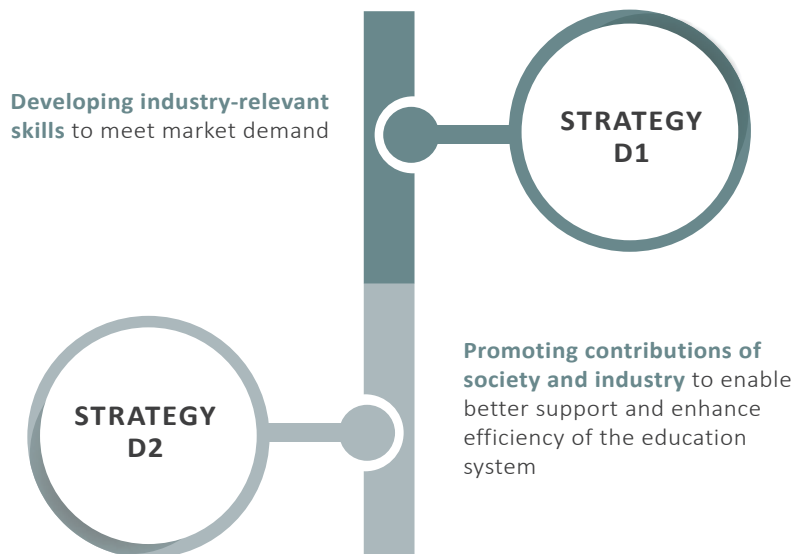 Developing industry-relevant
skills to meet market demand
STRATEGY
D1
STRATEGY
D2
Promoting contributions of
society and industry to enable
better support and enhance
efficiency of the education
system